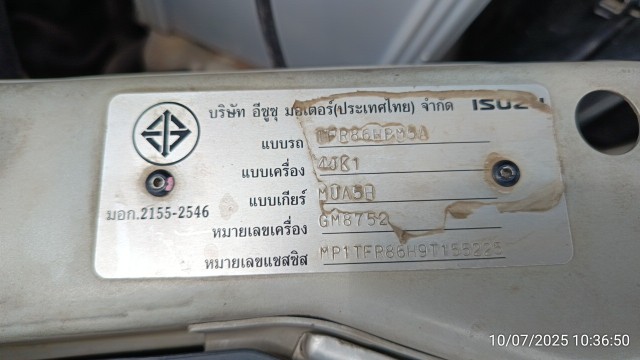 บริษัท อีซูซุ มอเตอร์(ประเทศไทย) จำกัด ISUZU
แบบรถ
แบบเครื่อง 4JK1
แบบเกียร์ MUA5H
มอก.2155-2546
หมายเลขเครื่อง GM8752
หมายเลขแชสซิส
10/07/2025 10:36:50